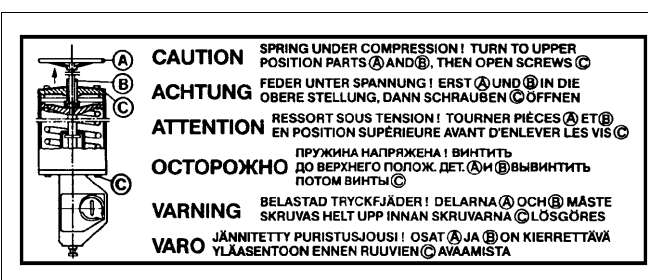 A
B
C
C
CAUTION SPRING UNDER COMPRESSION! TURN TO UPPER
POSITION PARTS Ⓐ AND Ⓑ, THEN OPEN SCREWS Ⓒ
ACHTUNG FEDER UNTER SPANNUNG! ERST Ⓐ UND Ⓑ IN DIE
OBERE STELLUNG, DANN SCHRAUBEN Ⓒ ÖFFNEN
ATTENTION RESSORT SOUS TENSION! TOURNER PIÈCES Ⓐ ET Ⓑ
EN POSITION SUPÉRIEURE AVANT D'ENLEVER LES VIS Ⓒ
ОСТОРОЖНО ПРУЖИНА НАПРЯЖЕНА! ВИНТИТЬ
ДО ВЕРХНЕГО ПОЛОЖ. ДЕТ. Ⓐ И Ⓑ ВЫВИНТИТЬ
ПОТОМ ВИНТЫ Ⓒ
VARNING BELASTAD TRYCKFJÄDER! DELARNA Ⓐ OCH Ⓑ MÅSTE
SKRUVAS HELT UPP INNAN SKRUVARNA Ⓒ LÖSGÖRES
VARO JÄNNITETTY PURISTUSJOUSI! OSAT Ⓐ JA Ⓑ ON KIERRETTÄVÄ
YLÄASENTOON ENNEN RUUVIEN Ⓒ AVAAMISTA